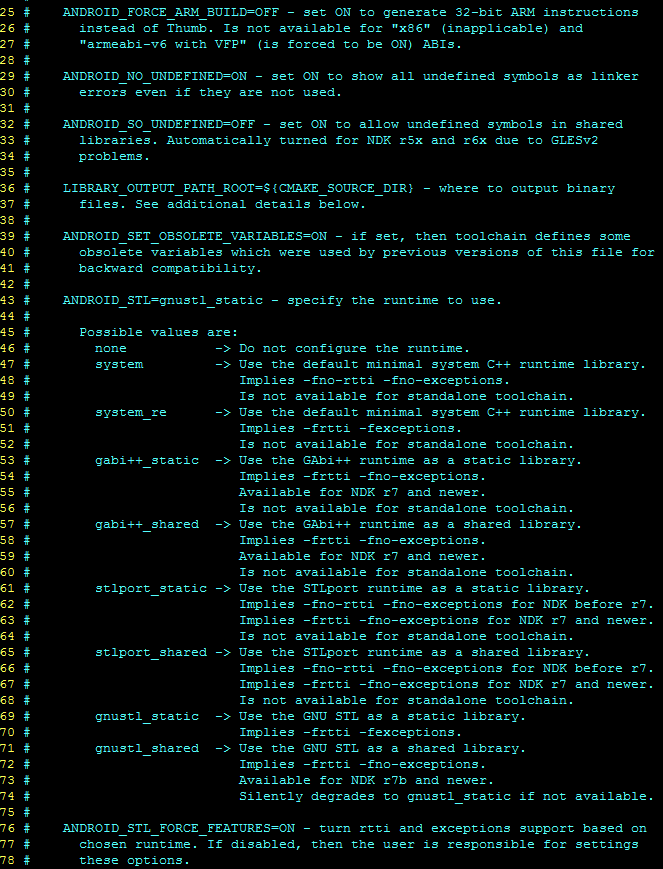 25 #    ANDROID_FORCE_ARM_BUILD=OFF - set ON to generate 32-bit ARM instructions
26 #      instead of Thumb. Is not available for "x86" (inapplicable) and
27 #      "armeabi-v6 with VFP" (is forced to be ON) ABIs.
28 #
29 #    ANDROID_NO_UNDEFINED=ON - set ON to show all undefined symbols as linker
30 #      errors even if they are not used.
31 #
32 #    ANDROID_SO_UNDEFINED=OFF - set ON to allow undefined symbols in shared
33 #      libraries. Automatically turned for NDK r5x and r6x due to GLESv2
34 #      problems.
35 #
36 #    LIBRARY_OUTPUT_PATH_ROOT=${CMAKE_SOURCE_DIR} - where to output binary
37 #      files. See additional details below.
38 #
39 #    ANDROID_SET_OBSOLETE_VARIABLES=ON - if set, then toolchain defines some
40 #      obsolete variables which were used by previous versions of this file for
41 #      backward compatibility.
42 #
43 #    ANDROID_STL=gnustl_static - specify the runtime to use.
44 #
45 #      Possible values are:
46 #        none           -> Do not configure the runtime.
47 #        system         -> Use the default minimal system C++ runtime library.
48 #                          Implies -fno-rtti -fno-exceptions.
49 #                          Is not available for standalone toolchain.
50 #        system_re      -> Use the default minimal system C++ runtime library.
51 #                          Implies -frtti -fexceptions.
52 #                          Is not available for standalone toolchain.
53 #        gabi++_static  -> Use the GAbi++ runtime as a static library.
54 #                          Implies -frtti -fno-exceptions.
55 #                          Available for NDK r7 and newer.
56 #                          Is not available for standalone toolchain.
57 #        gabi++_shared  -> Use the GAbi++ runtime as a shared library.
58 #                          Implies -frtti -fno-exceptions.
59 #                          Available for NDK r7 and newer.
60 #                          Is not available for standalone toolchain.
61 #        stlport_static -> Use the STLport runtime as a static library.
62 #                          Implies -fno-rtti -fno-exceptions for NDK before r7.
63 #                          Implies -frtti -fno-exceptions for NDK r7 and newer.
64 #                          Is not available for standalone toolchain.
65 #        stlport_shared -> Use the STLport runtime as a shared library.
66 #                          Implies -fno-rtti -fno-exceptions for NDK before r7.
67 #                          Implies -frtti -fno-exceptions for NDK r7 and newer.
68 #                          Is not available for standalone toolchain.
69 #        gnustl_static  -> Use the GNU STL as a static library.
70 #                          Implies -frtti -fexceptions.
71 #        gnustl_shared  -> Use the GNU STL as a shared library.
72 #                          Implies -frtti -fno-exceptions.
73 #                          Available for NDK r7b and newer.
74 #                          Silently degrades to gnustl_static if not available.
75 #
76 #    ANDROID_STL_FORCE_FEATURES=ON - turn rtti and exceptions support based on
77 #      chosen runtime. If disabled, then the user is responsible for settings
78 #      these options.